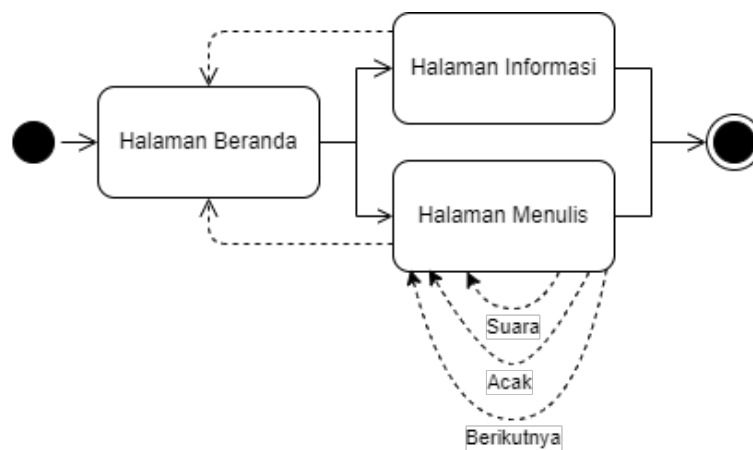 Halaman Informasi
Halaman Beranda
Halaman Menulis
Suara
Acak
Berikutnya